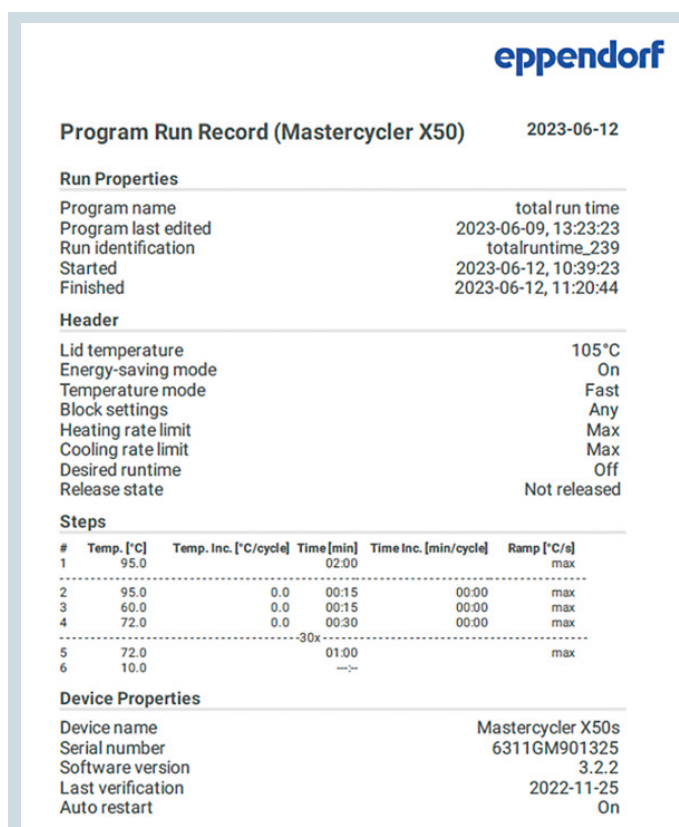 eppendorf
Program Run Record (Mastercycler X50) 2023-06-12
Run Properties
Program name total run time
Program last edited 2023-06-09, 13:23:23
Run identification totalruntime_239
Started 2023-06-12, 10:39:23
Finished 2023-06-12, 11:20:44
Header
Lid temperature 105°C
Energy-saving mode On
Temperature mode Fast
Block settings Any
Heating rate limit Max
Cooling rate limit Max
Desired runtime Off
Release state Not released
Steps
# Temp. [°C] Temp. Inc. [°C/cycle] Time [min] Time Inc. [min/cycle] Ramp [°C/s]
1 95.0 02:00 max
2 95.0 0.0 00:15 00:00 max
3 60.0 0.0 00:15 00:00 max
4 72.0 0.0 00:30 00:00 max
30x
5 72.0 01:00 max
6 10.0 --:--
Device Properties
Device name Mastercycler X50s
Serial number 6311GM901325
Software version 3.2.2
Last verification 2022-11-25
Auto restart On